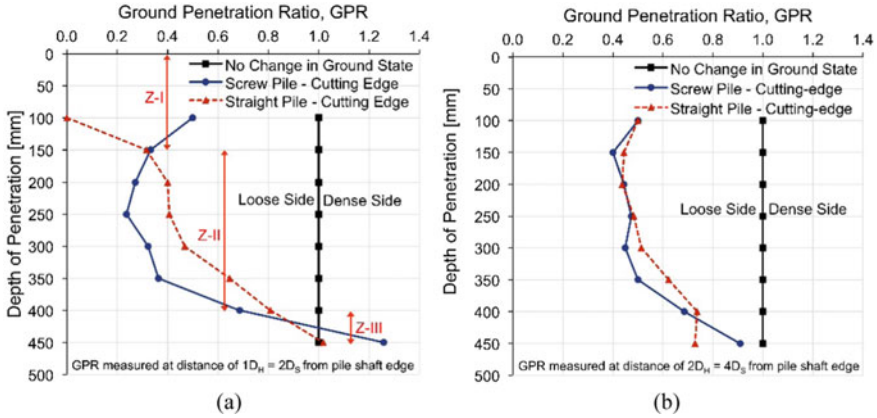 Ground Penetration Ratio, GPR
0.0 0.2 0.4 0.6 0.8 1.0 1.2 1.4
0
50
100
150
200
250
300
350
400
450
500
Depth of Penetration [mm]
No Change in Ground State
Screw Pile - Cutting Edge
Straight Pile - Cutting Edge
Z-I
Z-II
Z-III
Loose Side
Dense Side
GPR measured at distance of 1D_H = 2D_S from pile shaft edge
(a)
Ground Penetration Ratio, GPR
0.0 0.2 0.4 0.6 0.8 1.0 1.2 1.4
0
50
100
150
200
250
300
350
400
450
500
Depth of Penetration [mm]
No Change in Ground State
Screw Pile - Cutting-edge
Straight Pile - Cutting-edge
Loose Side
Dense Side
GPR measured at distance of 2D_H = 4D_S from pile shaft edge
(b)